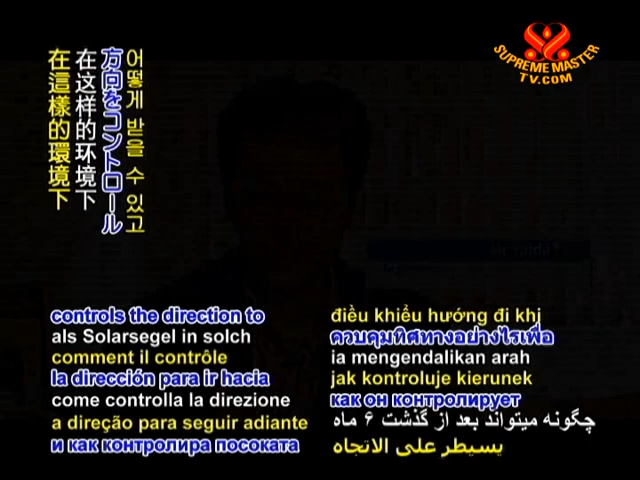 어떻게 받을 수 있고
方向をコントロール
在这样的环境下
在這樣的環境下
SUPREME MASTER
TV.COM
controls the direction to
als Solarsegel in solch
comment il contrôle
la dirección para ir hacia
come controlla la direzione
a direção para seguir adiante
и как контролира посоката
điều khiểu hướng đi khi
ควบคุมทิศทางอย่างไรเพื่อ
ia mengendalikan arah
jak kontroluje kierunek
как он контролирует
چگونه میتواند بعد از گذشت ۶ ماه
يسيطر على الاتجاه